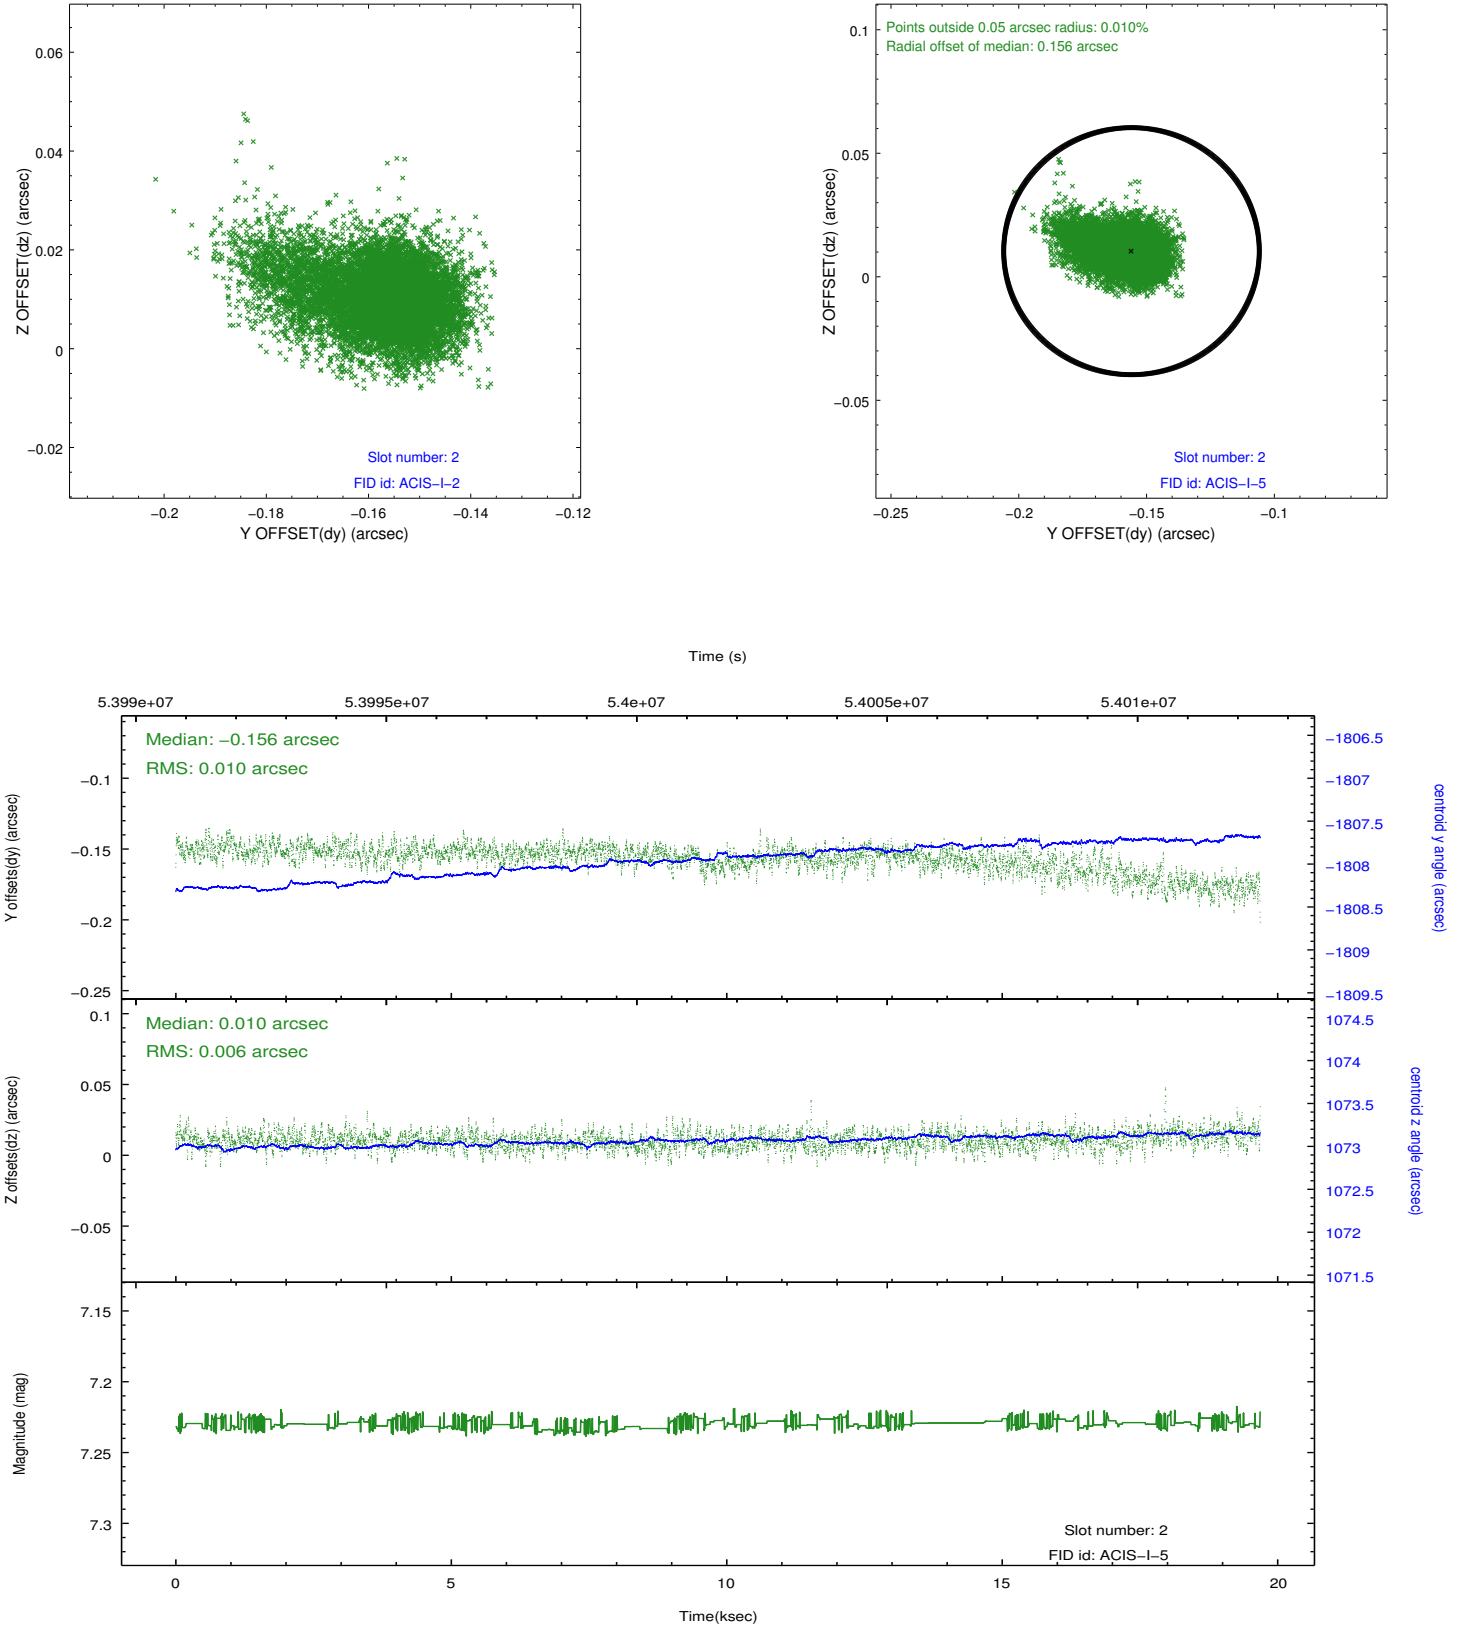 0.06
0.04
0.02
0
−0.02
Z OFFSET(dz) (arcsec)
Slot number: 2
FID id: ACIS−I−2
−0.2 −0.18 −0.16 −0.14 −0.12
Y OFFSET(dy) (arcsec)
Points outside 0.05 arcsec radius: 0.010%
Radial offset of median: 0.156 arcsec
0.1
0.05
0
−0.05
Z OFFSET(dz) (arcsec)
Slot number: 2
FID id: ACIS−I−5
−0.25 −0.2 −0.15 −0.1
Y OFFSET(dy) (arcsec)
Time (s)
5.399e+07 5.3995e+07 5.4e+07 5.4005e+07 5.401e+07
Median: −0.156 arcsec
RMS: 0.010 arcsec
−0.1
−0.15
−0.2
−0.25
Y offsets(dy) (arcsec)
−1806.5
−1807
−1807.5
−1808
−1808.5
−1809
−1809.5
centroid y angle (arcsec)
Median: 0.010 arcsec
RMS: 0.006 arcsec
0.1
0.05
0
−0.05
Z offsets(dz) (arcsec)
1074.5
1074
1073.5
1073
1072.5
1072
1071.5
centroid z angle (arcsec)
7.15
7.2
7.25
7.3
Magnitude (mag)
Slot number: 2
FID id: ACIS−I−5
0 5 10 15 20
Time(ksec)